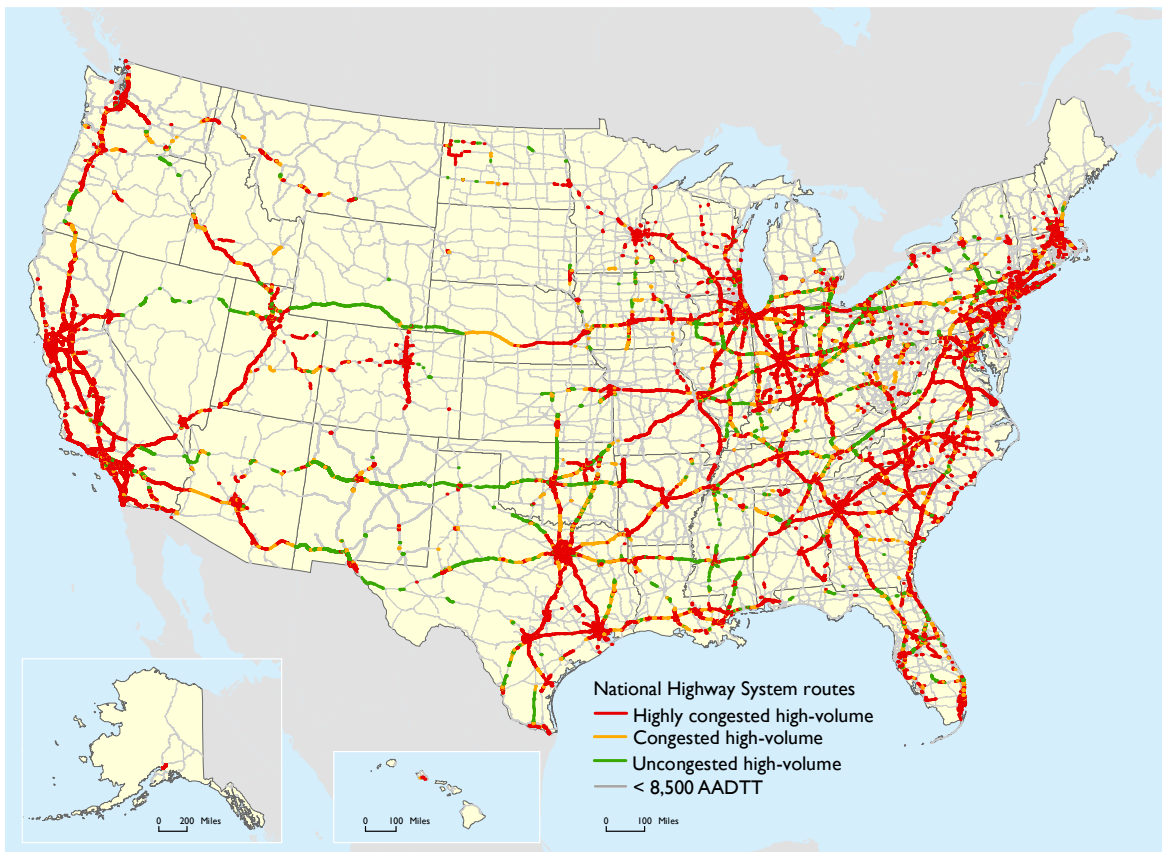 National Highway System routes
Highly congested high-volume
Congested high-volume
Uncongested high-volume
< 8,500 AADTT
0 200 Miles
0 100 Miles
0 100 Miles